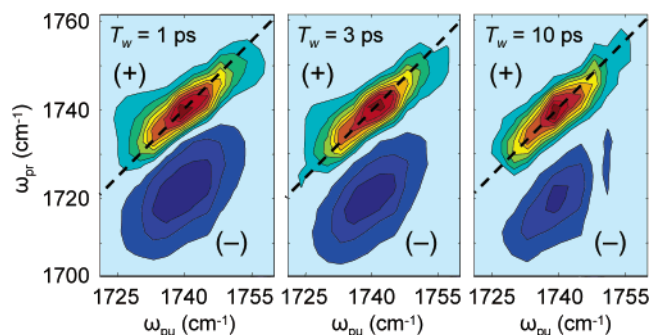 T_w = 1 ps
T_w = 3 ps
T_w = 10 ps
(+)
(+)
(+)
(–)
(–)
(–)
ω_pr (cm⁻¹)
1760
1740
1720
1700
1725 1740 1755
1725 1740 1755
1725 1740 1755
ω_pu (cm⁻¹)
ω_pu (cm⁻¹)
ω_pu (cm⁻¹)